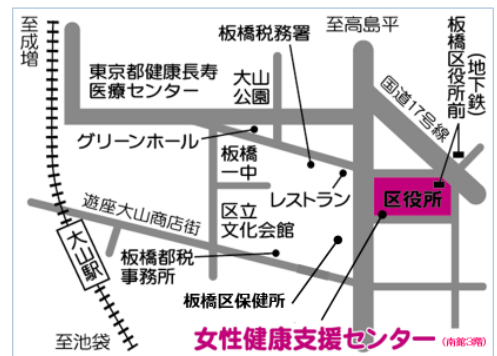 至成増
板橋税務署
至高島平
板橋区役所前
(地下鉄)
東京都健康長寿
医療センター
大山
公園
国道17号線
グリーンホール
板橋
一中
レストラン
区役所
遊座大山商店街
区立
文化会館
大山駅
板橋都税
事務所
板橋区保健所
至池袋
女性健康支援センター(南館3階)